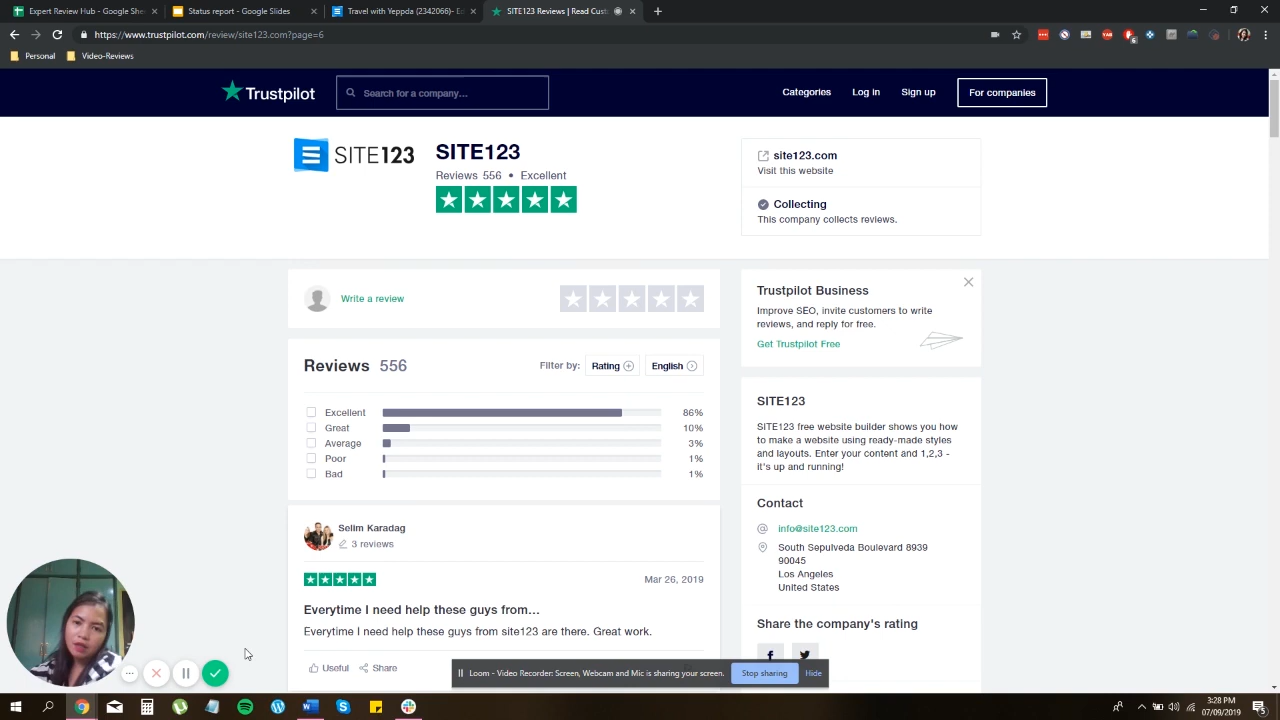 Expert Review Follow-up - Google Shee
Status report - Google Slides
Travel with Yeppda (2342066)- Ed
SITE123 Reviews | Read Custo
https://www.trustpilot.com/review/site123.com?page=6
Personal
Video-Reviews
Trustpilot
Search for a company...
Categories
Log in
Sign up
For companies
SITE123
SITE123
Reviews 556 • Excellent
site123.com
Visit this website
Collecting
This company collects reviews.
Write a review
Trustpilot Business
Improve SEO, invite customers to write
reviews, and reply for free.
Get Trustpilot Free
Reviews 556
Filter by:
Rating
English
Excellent 86%
Great 10%
Average 3%
Poor 1%
Bad 1%
SITE123
SITE123 free website builder shows you how
to make a website using ready-made styles
and layouts. Enter your content and 1,2,3 -
it's up and running!
Contact
info@site123.com
South Sepulveda Boulevard 8939
90045
Los Angeles
United States
Share the company's rating
Selim Karadag
3 reviews
Mar 26, 2019
Everytime I need help these guys from...
Everytime I need help these guys from site123 are there. Great work.
Useful
Share
Loom - Video Recorder: Screen, Webcam and Mic is sharing your screen.
Stop sharing
Hide
3:28 PM
07/09/2019